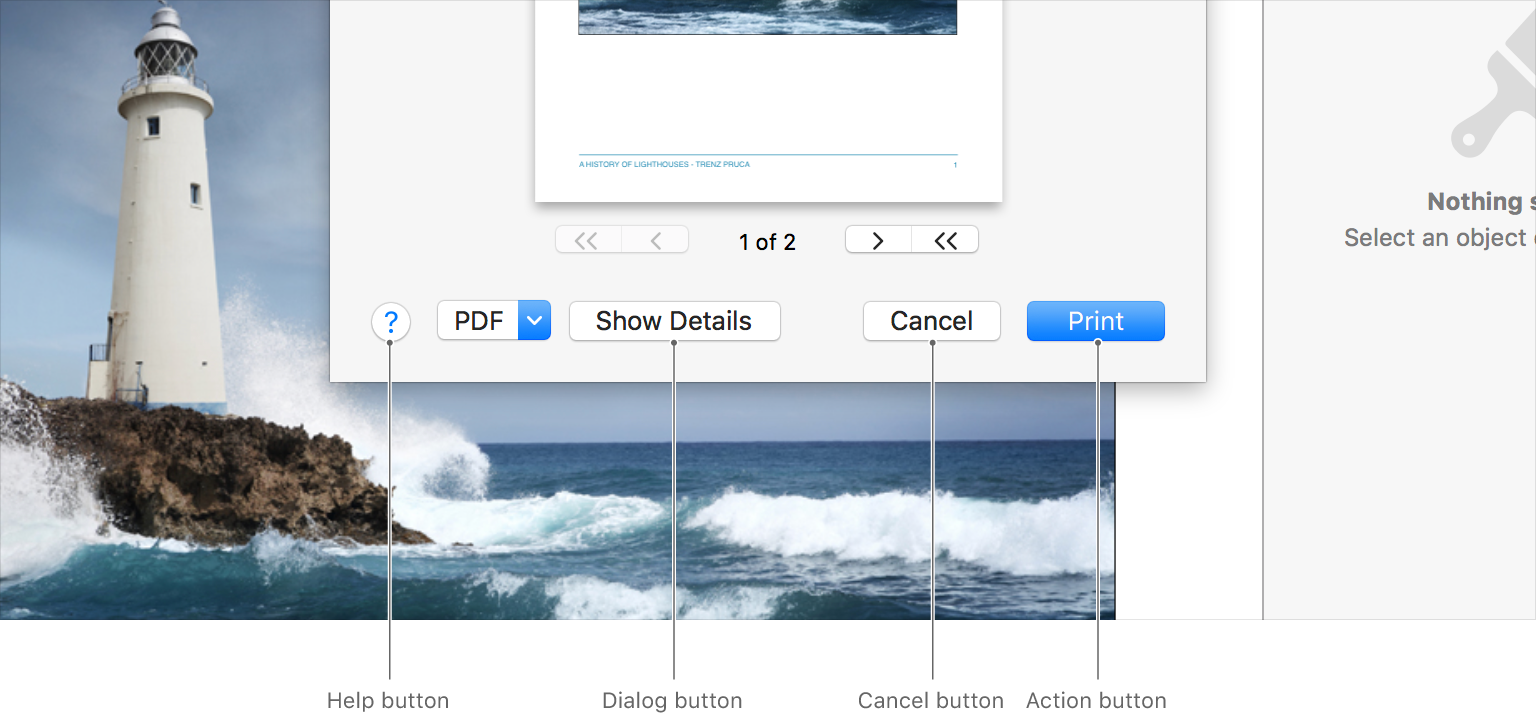 A HISTORY OF LIGHTHOUSES - TRENZ PRUCA 1
Nothing
Select an object
1 of 2
? PDF Show Details Cancel Print
Help button Dialog button Cancel button Action button